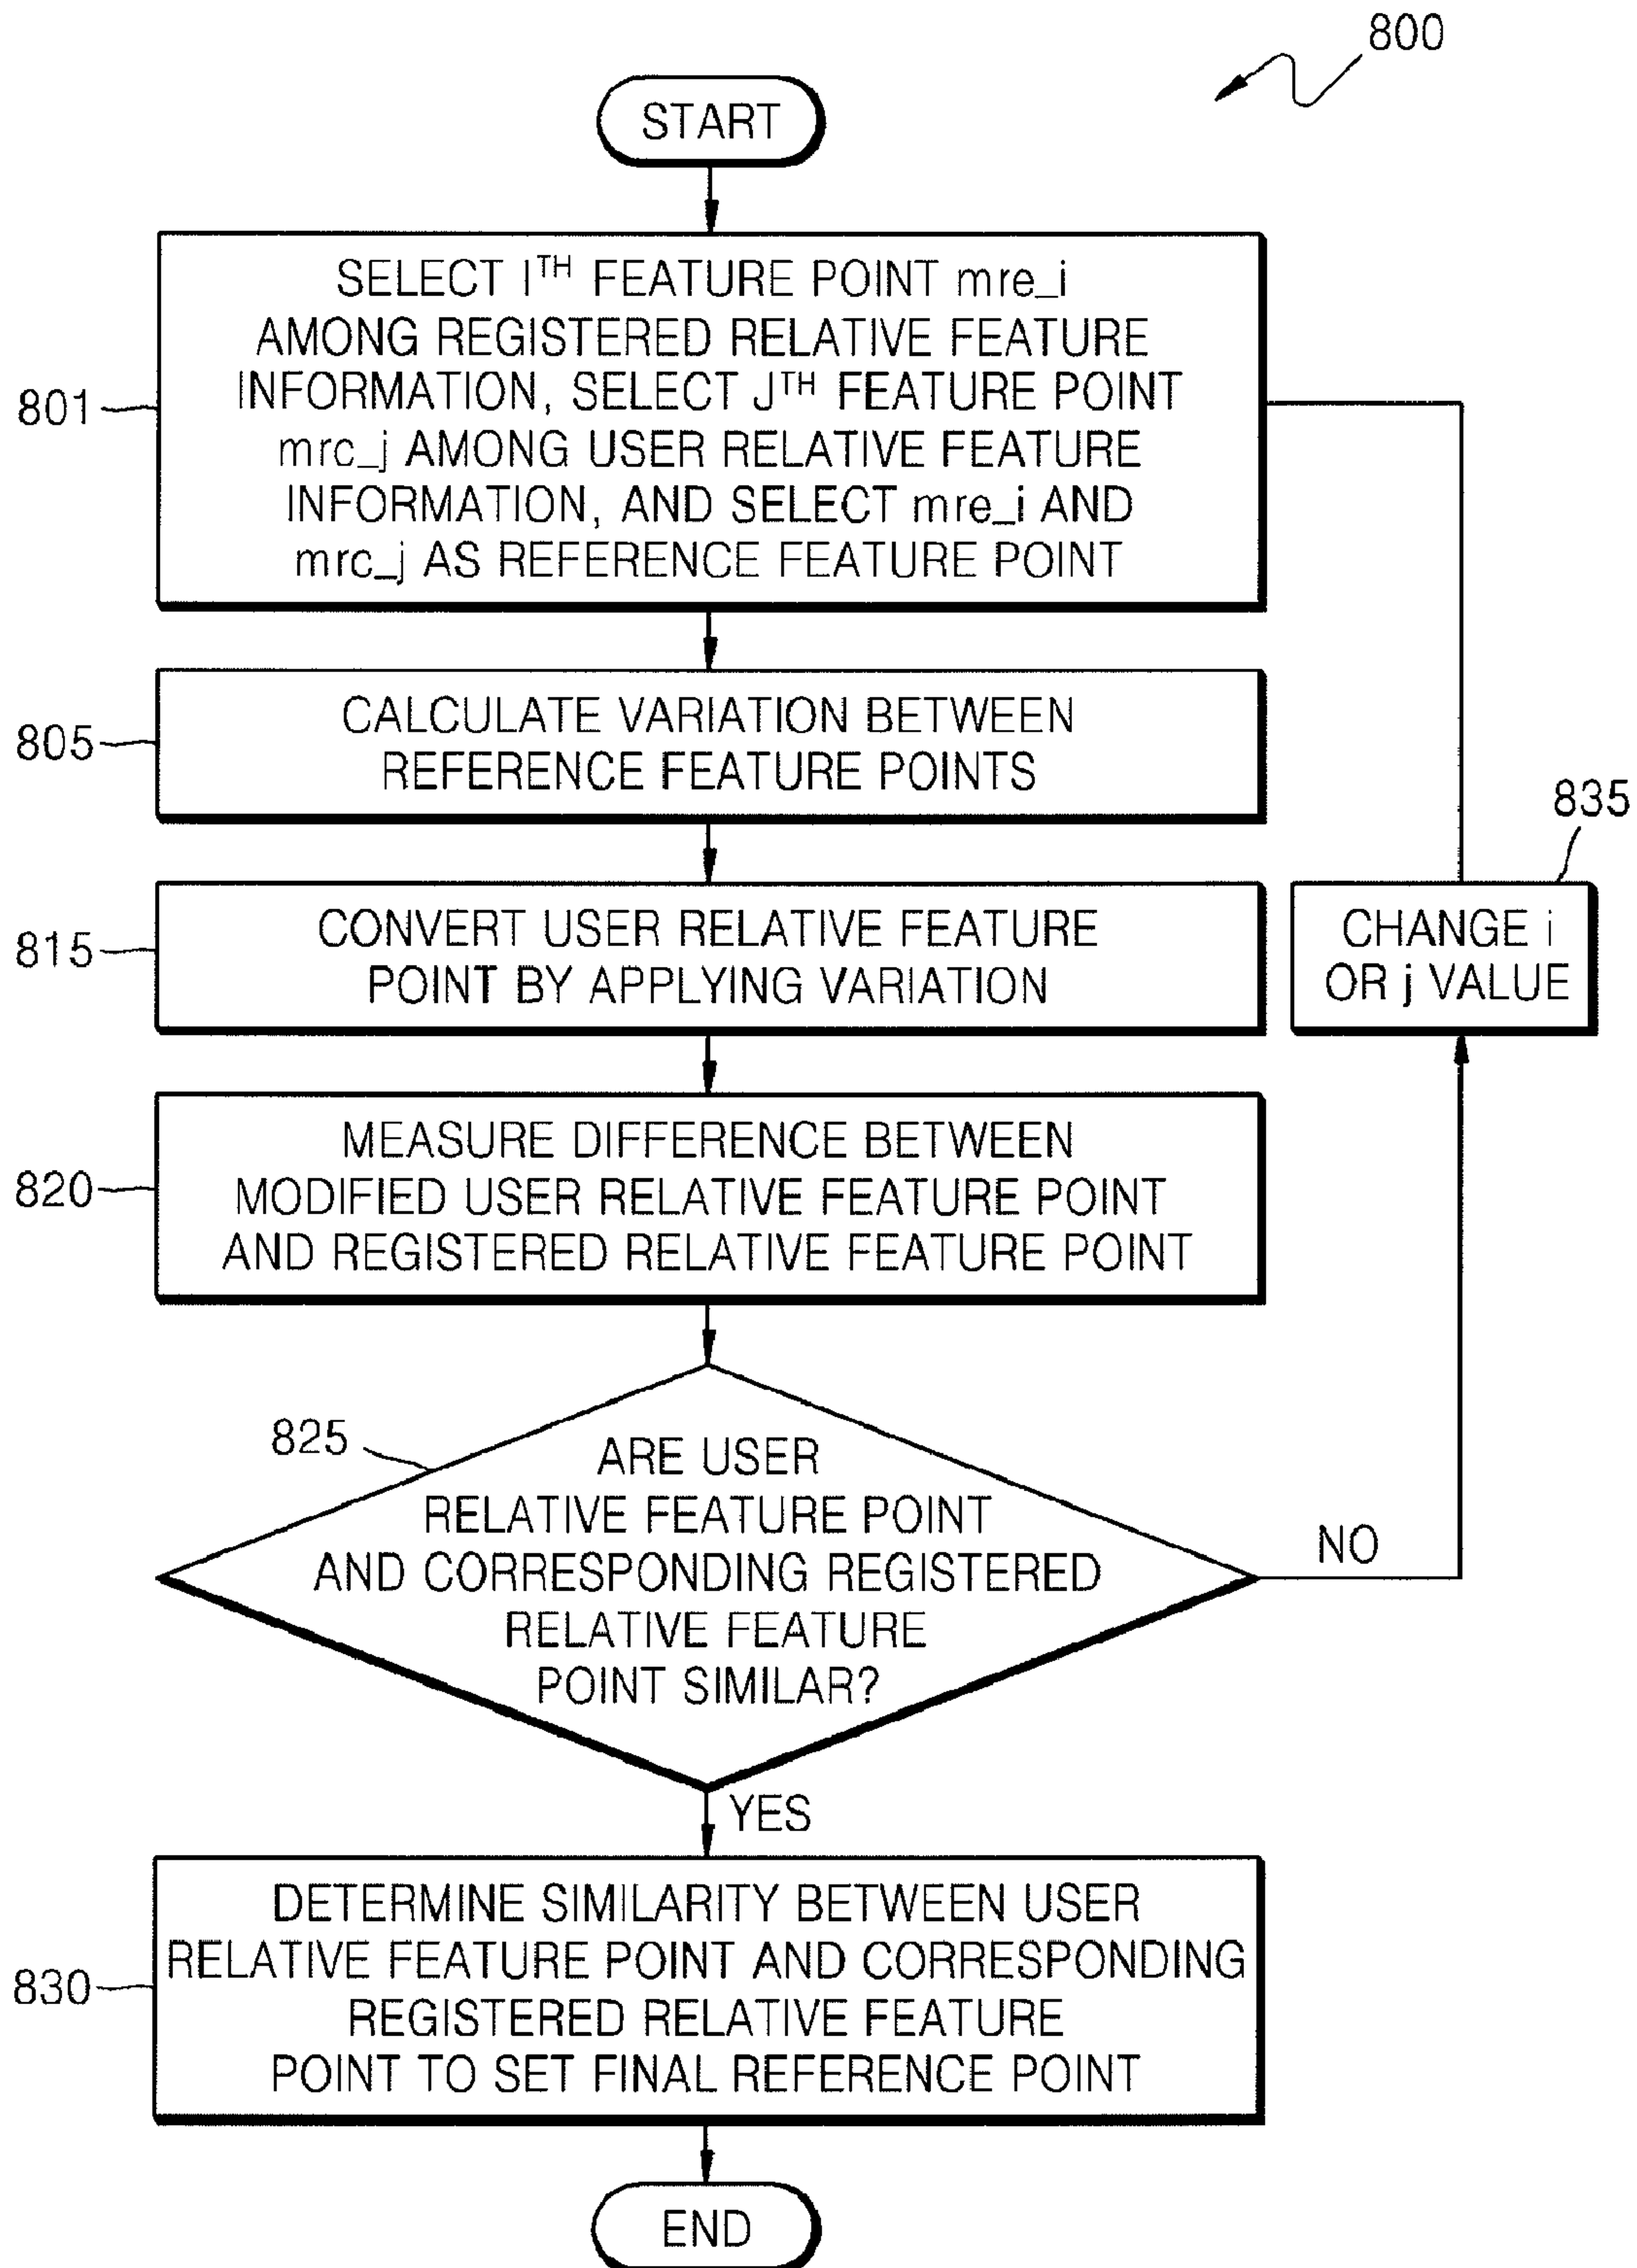 800
START
801
SELECT Iᵀᴴ FEATURE POINT mre_i
AMONG REGISTERED RELATIVE FEATURE
INFORMATION, SELECT Jᵀᴴ FEATURE POINT
mrc_j AMONG USER RELATIVE FEATURE
INFORMATION, AND SELECT mre_i AND
mrc_j AS REFERENCE FEATURE POINT
805
CALCULATE VARIATION BETWEEN
REFERENCE FEATURE POINTS
835
815
CONVERT USER RELATIVE FEATURE
POINT BY APPLYING VARIATION
CHANGE i
OR j VALUE
820
MEASURE DIFFERENCE BETWEEN
MODIFIED USER RELATIVE FEATURE POINT
AND REGISTERED RELATIVE FEATURE POINT
825
ARE USER
RELATIVE FEATURE POINT
AND CORRESPONDING REGISTERED
RELATIVE FEATURE
POINT SIMILAR?
NO
YES
830
DETERMINE SIMILARITY BETWEEN USER
RELATIVE FEATURE POINT AND CORRESPONDING
REGISTERED RELATIVE FEATURE
POINT TO SET FINAL REFERENCE POINT
END